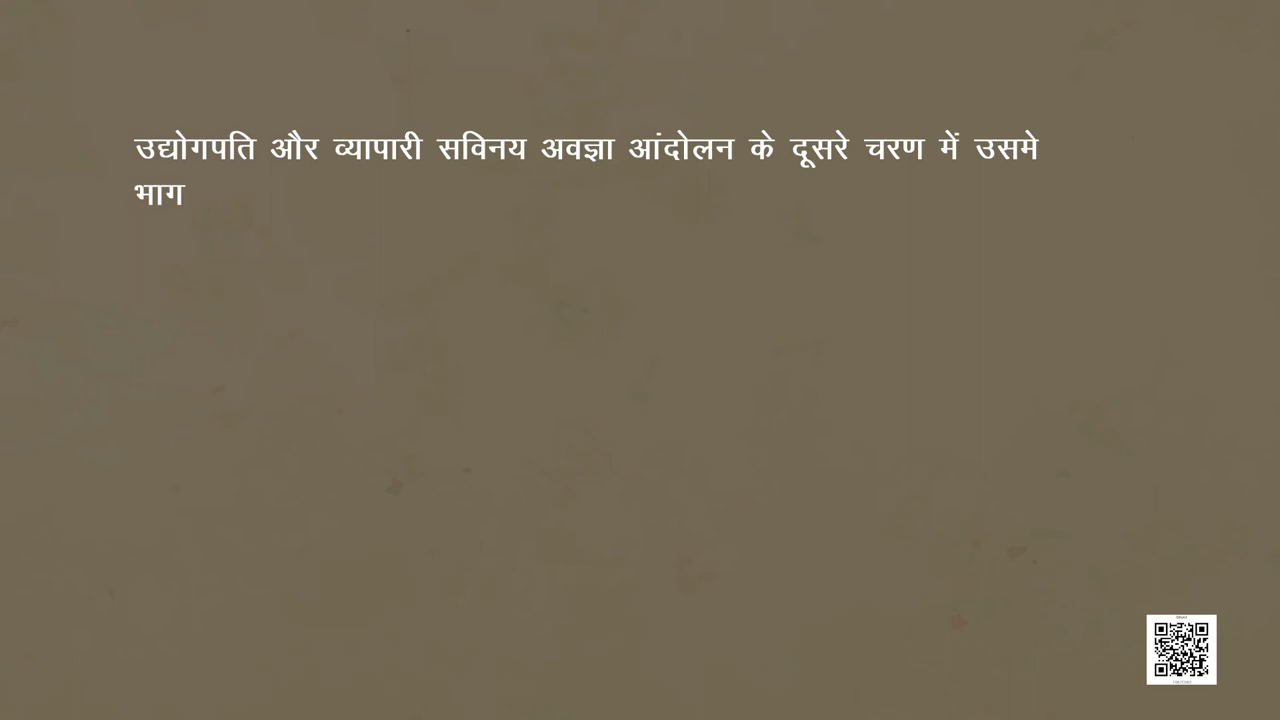 उद्योगपति और व्यापारी सविनय अवज्ञा आंदोलन के दूसरे चरण में उसमे
भाग